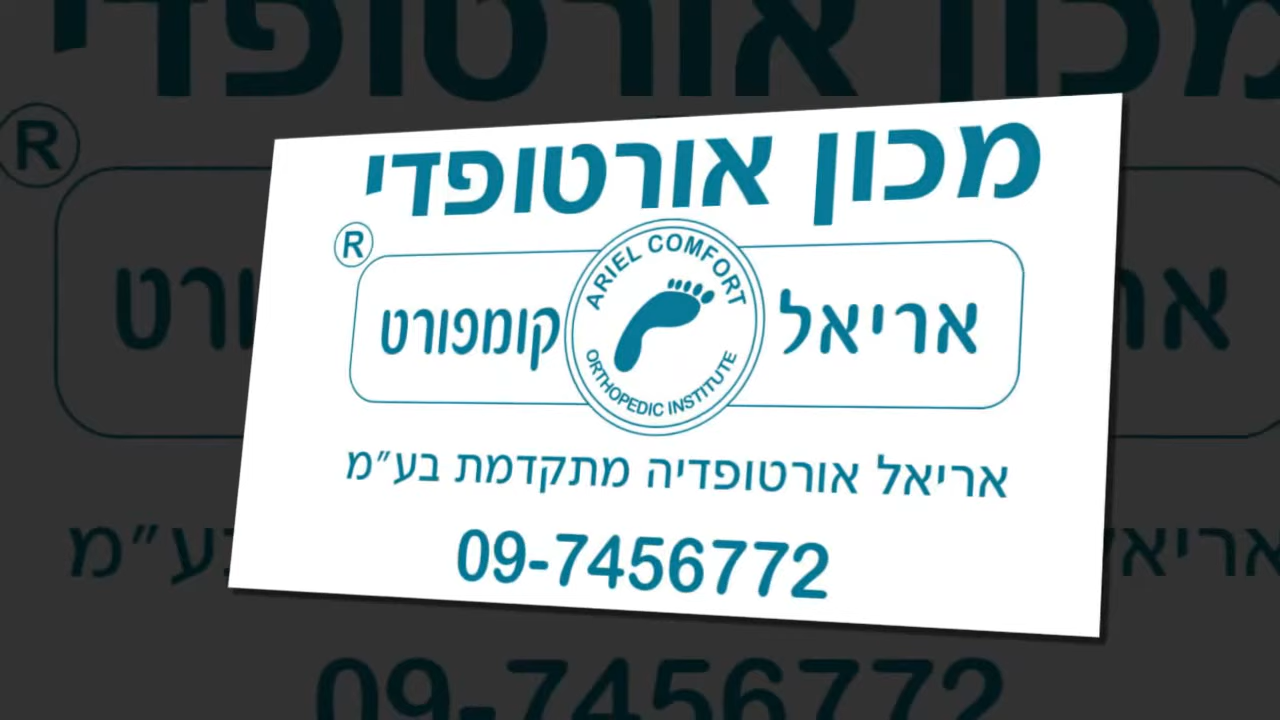 מכון אורטופדי
®
אריאל קומפורט
ARIEL COMFORT
ORTHOPEDIC INSTITUTE
אריאל אורטופדיה מתקדמת בע״מ
09-7456772